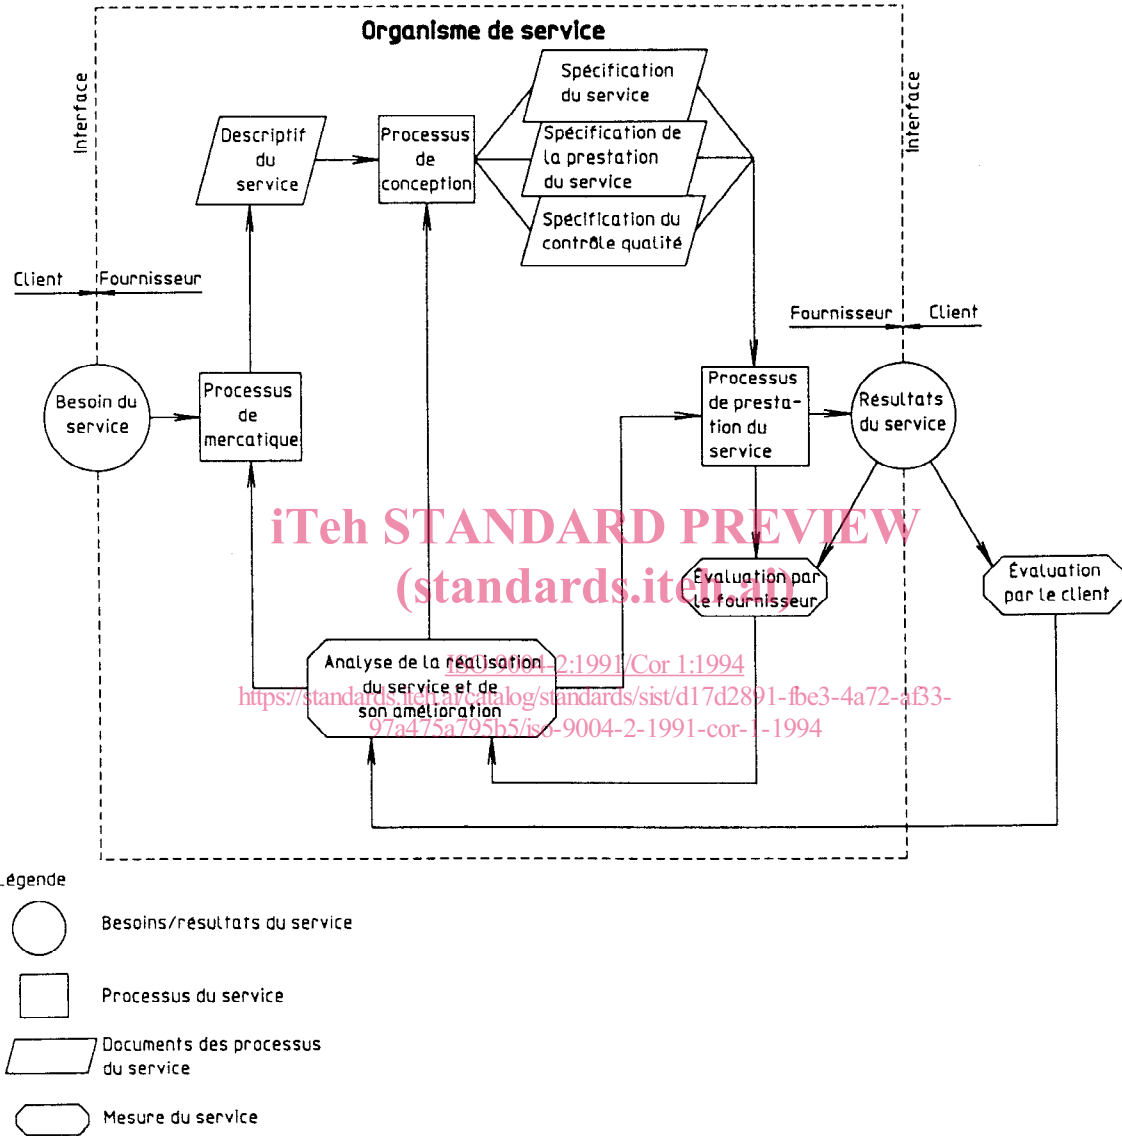 Organisme de service
Interface
Interface
Spécification
du service
Descriptif
du
service
Processus
de
conception
Spécification de
la prestation
du service
Spécification du
contrôle qualité
Client
Fournisseur
Fournisseur
Client
Besoin du
service
Processus
de
mercatique
Processus
de presta-
tion du
service
Résultats
du service
iTeh STANDARD PREVIEW
(standards.iteh.ai)
Évaluation par
le fournisseur
Évaluation
par le client
Analyse de la réalisation
du service et de
son amélioration
ISO 9004-2:1991/Cor 1:1994
https://standards.iteh.ai/catalog/standards/sist/d17d2891-fbe3-4a72-af33-
97a475a795b5/iso-9004-2-1991-cor-1-1994
Légende
Besoins/résultats du service
Processus du service
Documents des processus
du service
Mesure du service